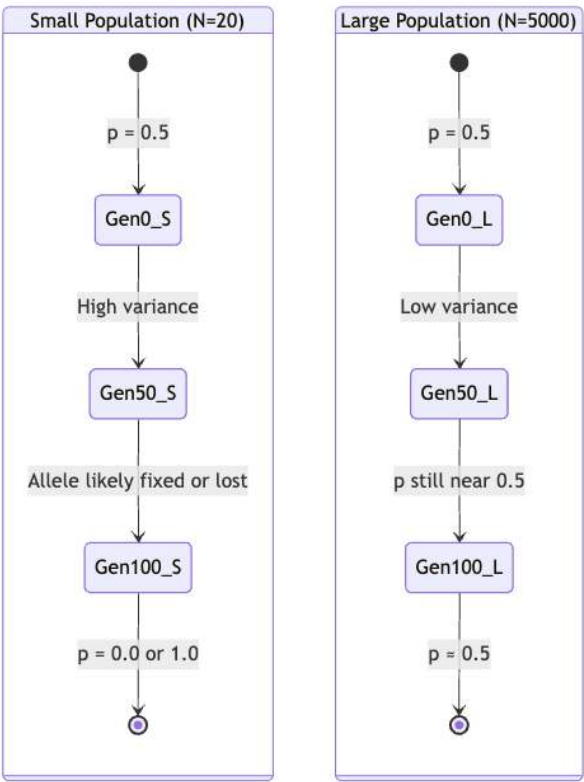 Small Population (N=20)
p = 0.5
Gen0_S
High variance
Gen50_S
Allele likely fixed or lost
Gen100_S
p = 0.0 or 1.0
Large Population (N=5000)
p = 0.5
Gen0_L
Low variance
Gen50_L
p still near 0.5
Gen100_L
p ≈ 0.5